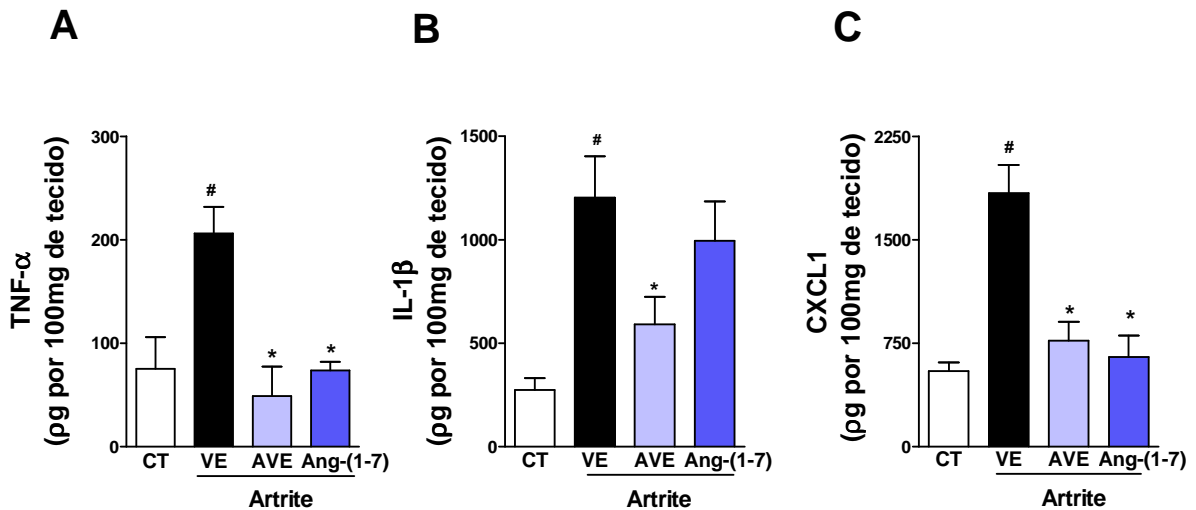 A
B
C
TNF-α
(ρg por 100mg de tecido)
300
200
100
0
#
*
*
CT VE AVE Ang-(1-7)
Artrite
IL-1β
(ρg por 100mg de tecido)
1500
1000
500
0
#
*
CT VE AVE Ang-(1-7)
Artrite
CXCL1
(ρg por 100mg de tecido)
2250
1500
750
0
#
*
*
CT VE AVE Ang-(1-7)
Artrite